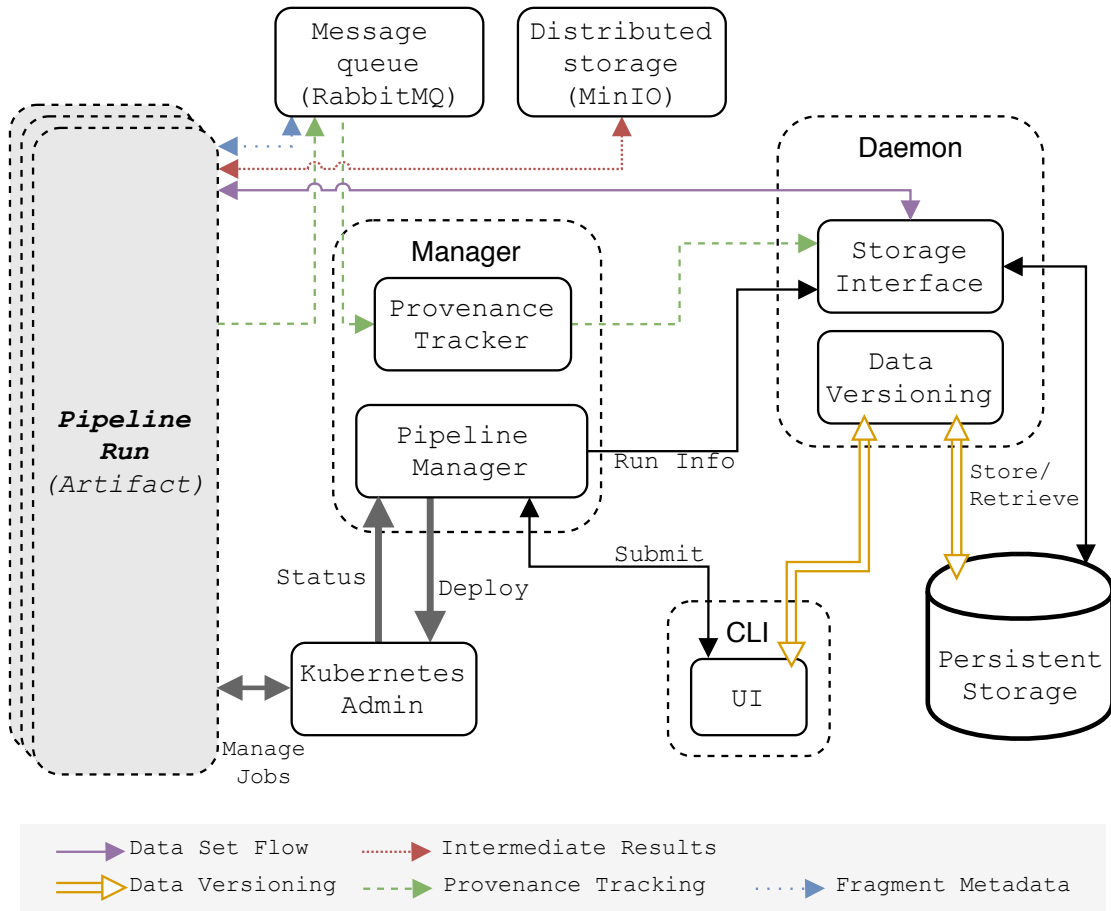 Message
queue
(RabbitMQ)
Distributed
storage
(MinIO)
Daemon
Storage
Interface
Data
Versioning
Manager
Provenance
Tracker
Pipeline
Manager
Pipeline
Run
(Artifact)
Run Info
Store/
Retrieve
Submit
Status
Deploy
CLI
UI
Kubernetes
Admin
Persistent
Storage
Manage
Jobs
Data Set Flow
Intermediate Results
Data Versioning
Provenance Tracking
Fragment Metadata